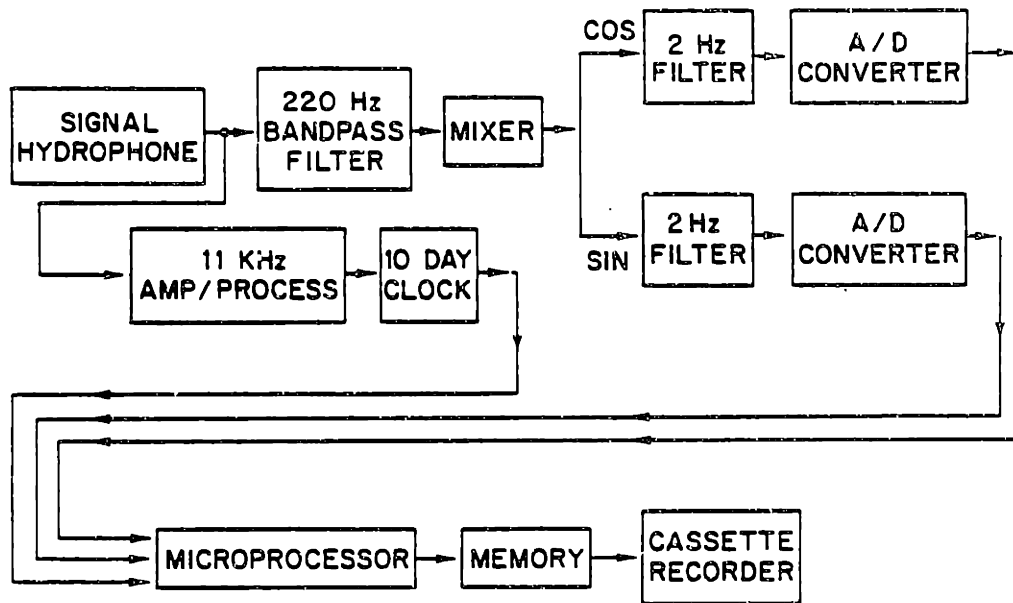 SIGNAL
HYDROPHONE
220 Hz
BANDPASS
FILTER
MIXER
COS
2 Hz
FILTER
A/D
CONVERTER
SIN
2 Hz
FILTER
A/D
CONVERTER
11 KHz
AMP/PROCESS
10 DAY
CLOCK
MICROPROCESSOR
MEMORY
CASSETTE
RECORDER